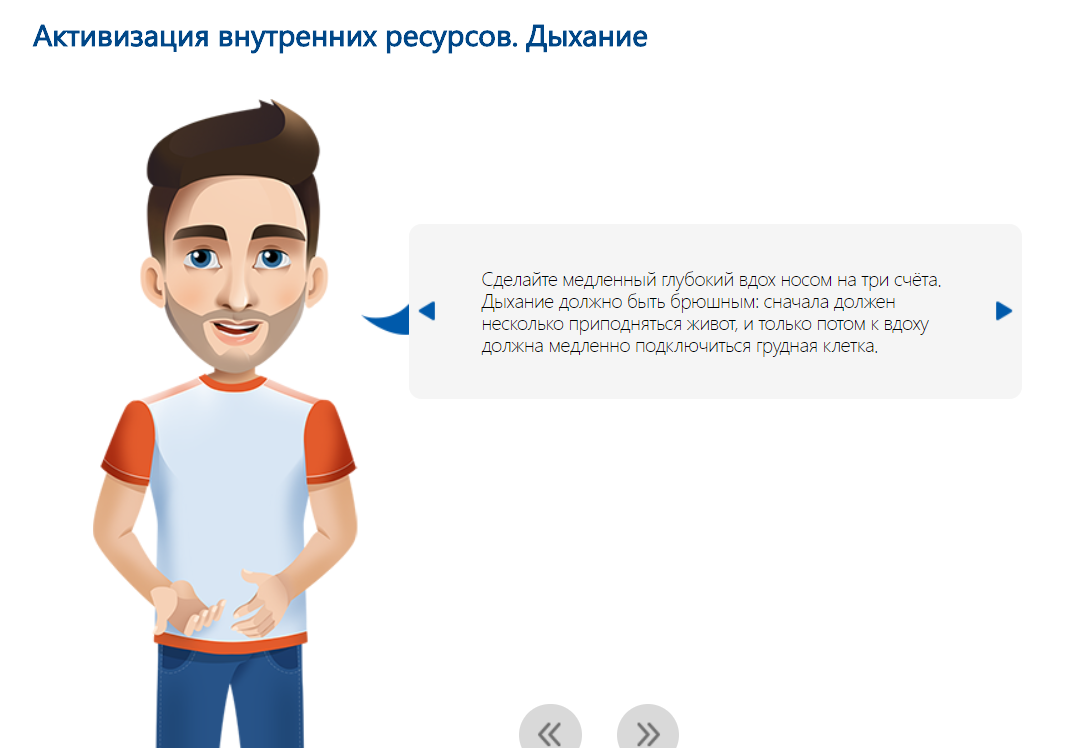 Активизация внутренних ресурсов. Дыхание
Сделайте медленный глубокий вдох носом на три счёта.
Дыхание должно быть брюшным: сначала должен
несколько приподняться живот, и только потом к вдоху
должна медленно подключиться грудная клетка.